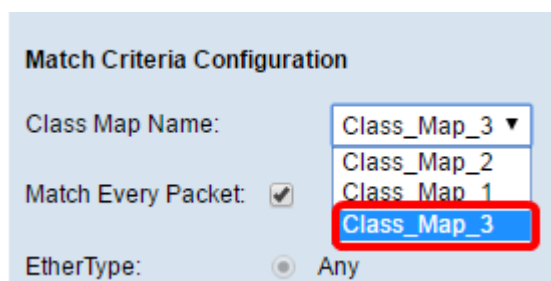 Match Criteria Configuration
Class Map Name: Class_Map_3
Class_Map_2
Match Every Packet: Class_Map_1
Class_Map_3
EtherType: Any